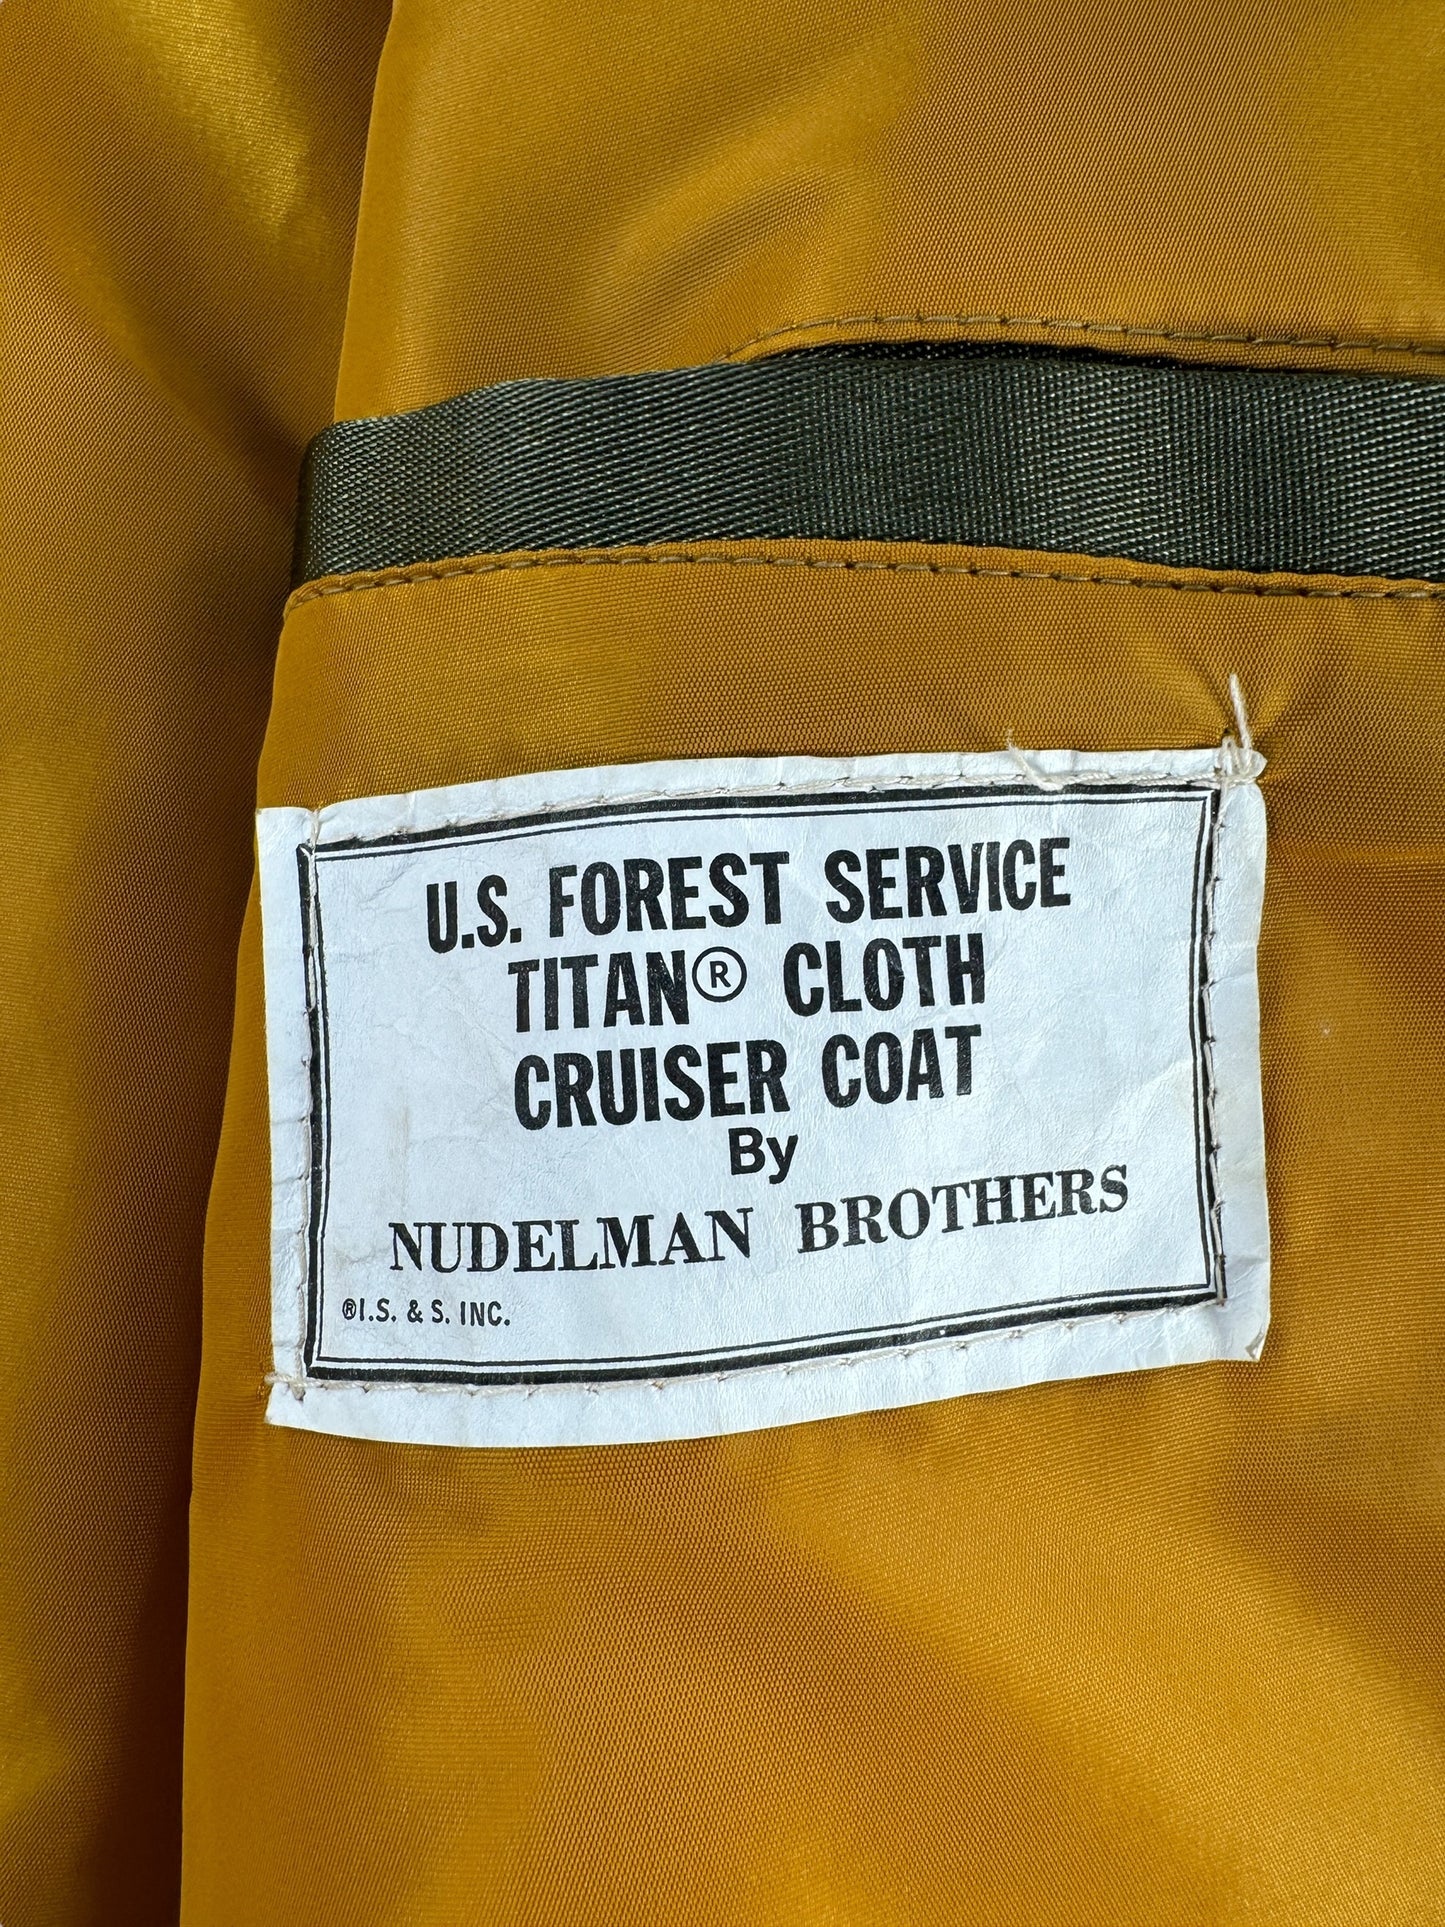 U.S. FOREST SERVICE
TITAN® CLOTH
CRUISER COAT
By
NUDELMAN BROTHERS
®I.S. & S. INC.